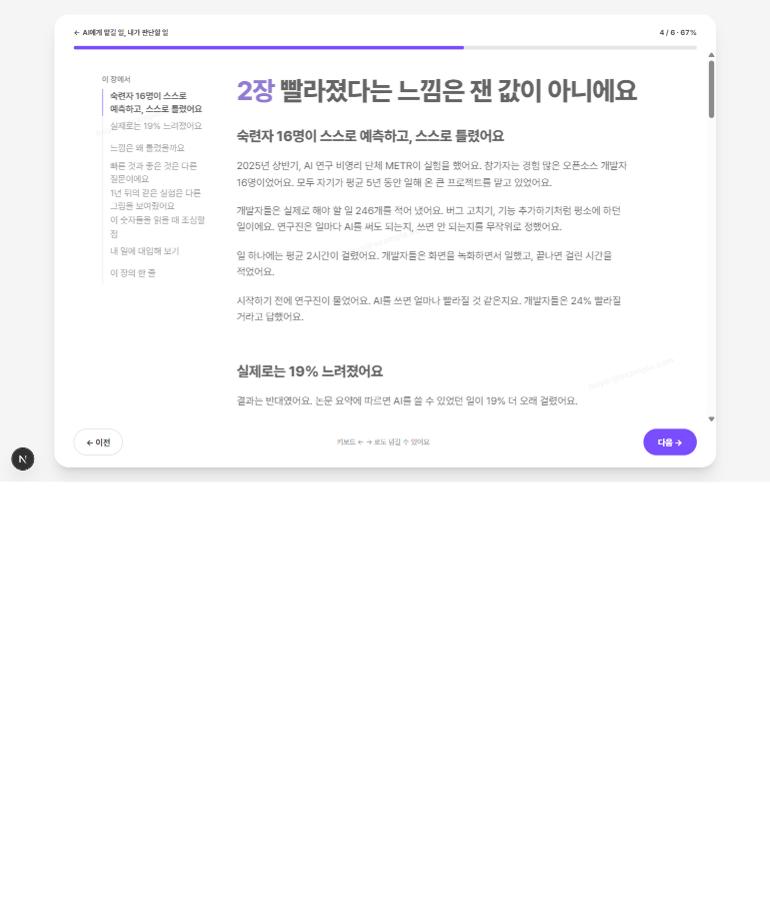 ← AI에게 맡길 일, 내가 판단할 일
4 / 6 · 67%
이 장에서
숙련자 16명이 스스로
예측하고, 스스로 틀렸어요
실제로는 19% 느려졌어요
느낌은 왜 틀렸을까요
빠른 것과 좋은 것은 다른
질문이에요
1년 뒤의 같은 실험은 다른
그림을 보여줬어요
이 숫자들을 읽을 때 조심할
점
내 일에 대입해 보기
이 장의 한 줄
2장 빨라졌다는 느낌은 잰 값이 아니에요
숙련자 16명이 스스로 예측하고, 스스로 틀렸어요
2025년 상반기, AI 연구 비영리 단체 METR이 실험을 했어요. 참가자는 경험 많은 오픈소스 개발자
16명이었어요. 모두 자기가 평균 5년 동안 일해 온 큰 프로젝트를 맡고 있었어요.
개발자들은 실제로 해야 할 일 246개를 적어 냈어요. 버그 고치기, 기능 추가하기처럼 평소에 하던
일이에요. 연구진은 일마다 AI를 써도 되는지, 쓰면 안 되는지를 무작위로 정했어요.
일 하나에는 평균 2시간이 걸렸어요. 개발자들은 화면을 녹화하면서 일했고, 끝나면 걸린 시간을
적었어요.
시작하기 전에 연구진이 물었어요. AI를 쓰면 얼마나 빨라질 것 같은지요. 개발자들은 24% 빨라질
거라고 답했어요.
실제로는 19% 느려졌어요
결과는 반대였어요. 논문 요약에 따르면 AI를 쓸 수 있었던 일이 19% 더 오래 걸렸어요.
← 이전
키보드 ← → 로도 넘길 수 있어요
다음 →
N